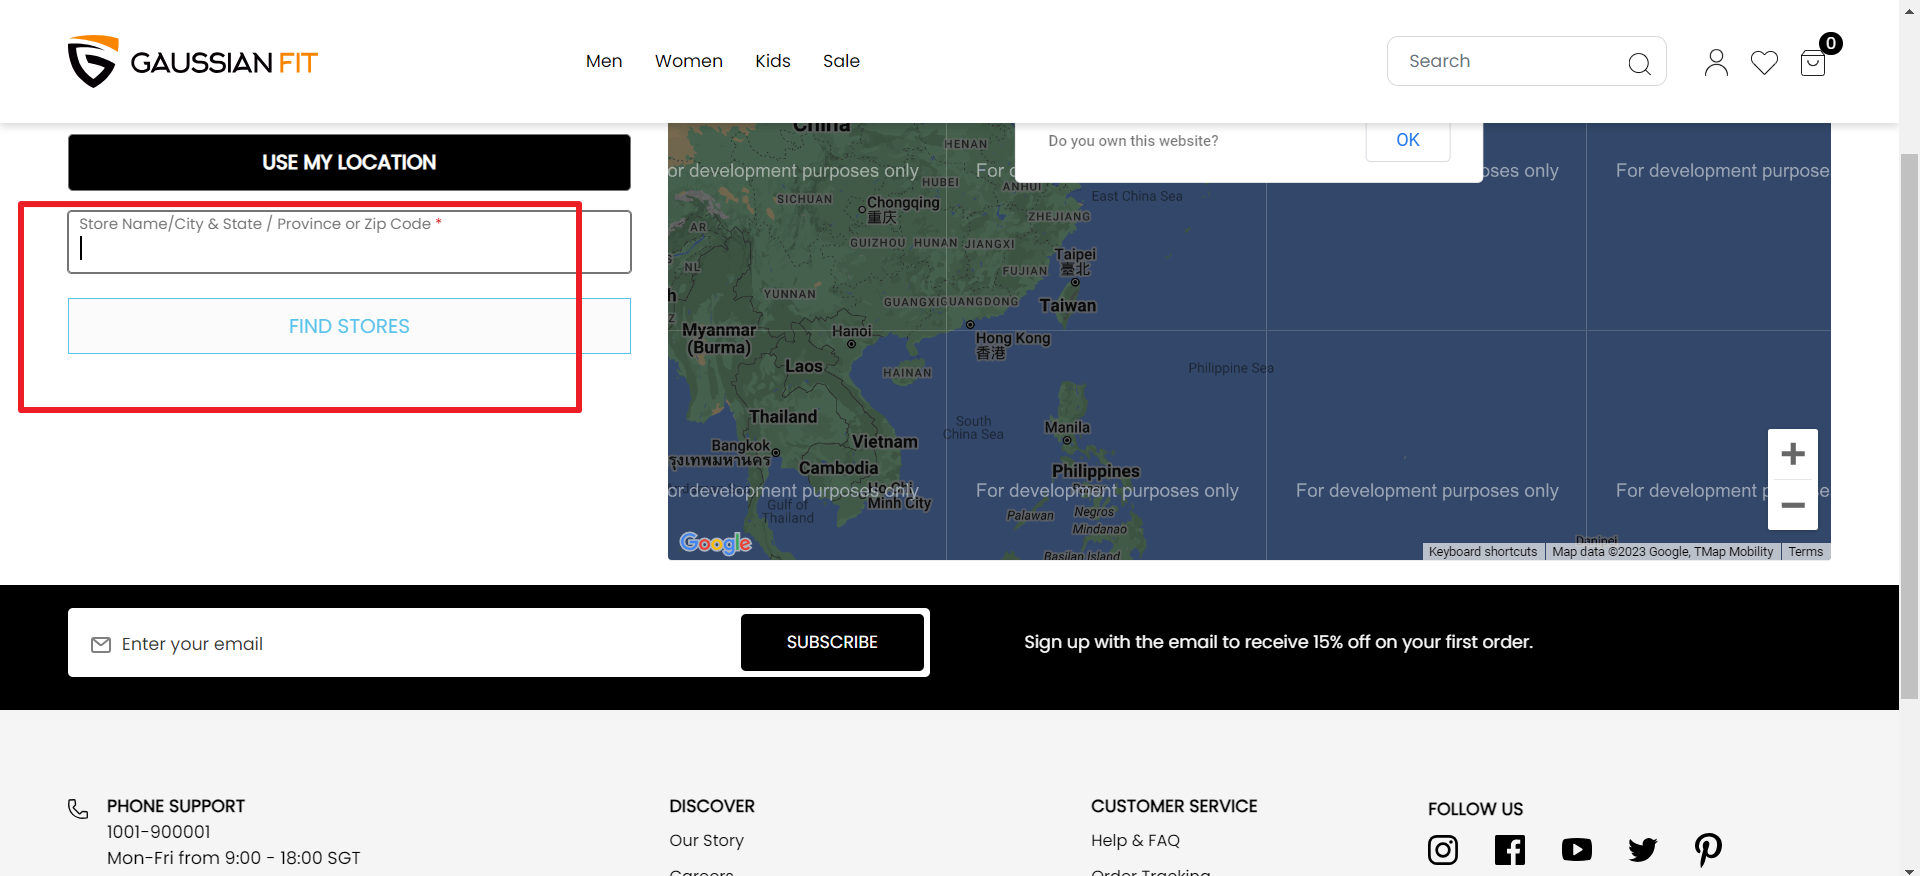 GAUSSIAN FIT
Men Women Kids Sale
Search
0
USE MY LOCATION
Store Name/City & State / Province or Zip Code *
FIND STORES
China
Do you own this website?
OK
or development purposes only
For d
oses only
For development purpose
HENAN
HUBEI
ANHUI
East China Sea
SICHUAN
Chongqing
重庆
ZHEJIANG
AR.
GUIZHOU HUNAN JIANGXI
Taipei
臺北
NL
FUJIAN
YUNNAN
GUANGXI
GUANGDONG
Taiwan
h
Myanmar
(Burma)
Hanoi
Hong Kong
香港
Laos
HAINAN
Philippine Sea
Thailand
South
China Sea
Manila
Bangkok
รุงเทพมหานคร
Vietnam
Cambodia
Philippines
or development purposes only
For development purposes only
For development purposes only
For development p
e
Ho Chi
Minh City
Gulf of
Thailand
Palawan
Negros
Mindanao
Basilan Island
Google
Keyboard shortcuts
Map data ©2023 Google, TMap Mobility
Terms
Enter your email
SUBSCRIBE
Sign up with the email to receive 15% off on your first order.
PHONE SUPPORT
1001-900001
Mon-Fri from 9:00 - 18:00 SGT
DISCOVER
Our Story
Careers
CUSTOMER SERVICE
Help & FAQ
Order Tracking
FOLLOW US